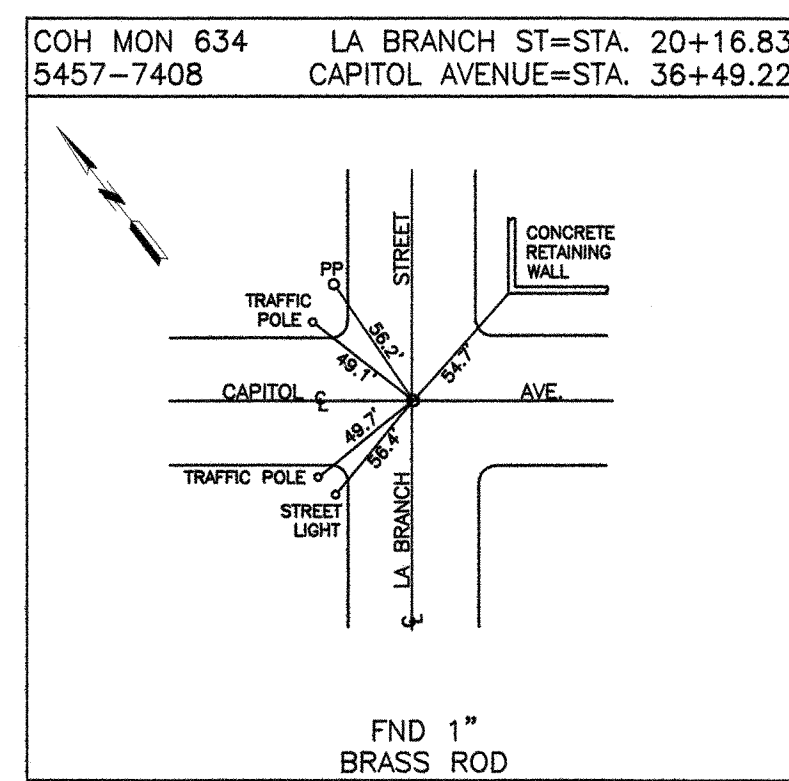 COH MON 634 LA BRANCH ST=STA. 20+16.83
5457-7408 CAPITOL AVENUE=STA. 36+49.22
STREET
CONCRETE
RETAINING
WALL
PP
TRAFFIC
POLE
56.2'
49.1'
54.7'
CAPITOL ℄
AVE.
49.7'
56.4'
TRAFFIC POLE
STREET
LIGHT
LA BRANCH
℄
FND 1"
BRASS ROD